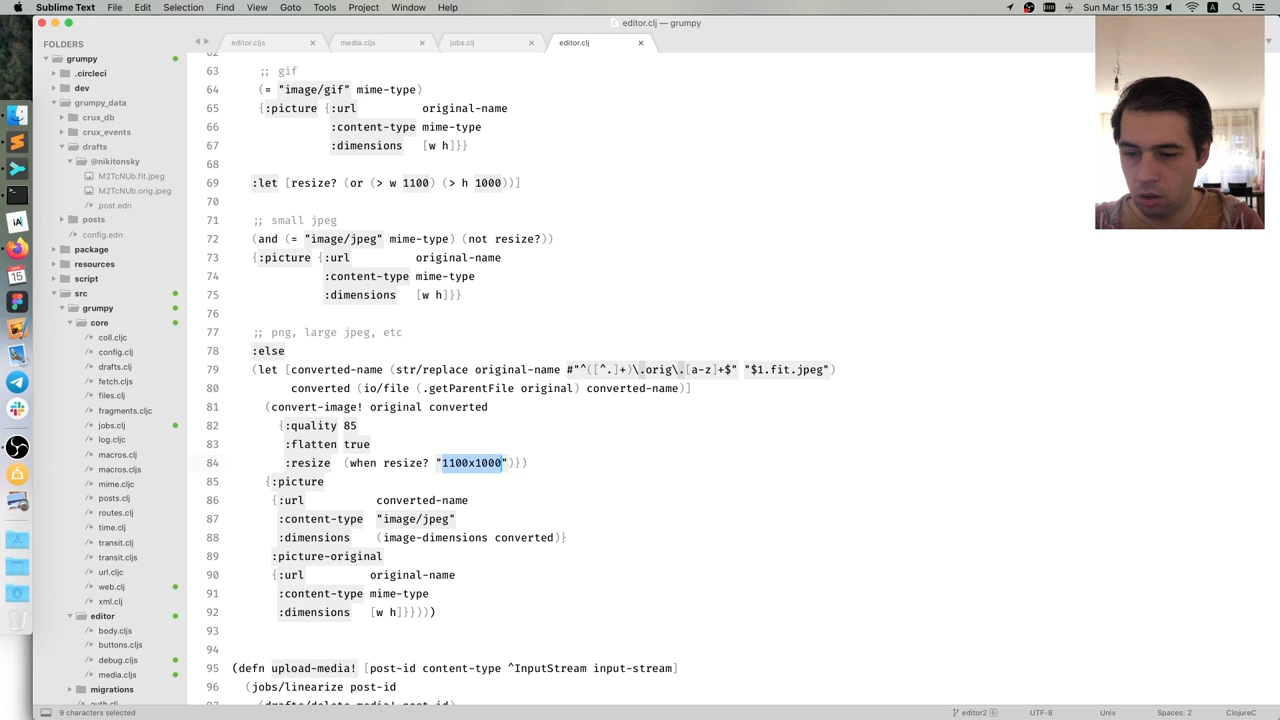 Sublime Text File Edit Selection Find View Goto Tools Project Window Help
A Sun Mar 15 15:39
editor.clj — grumpy
FOLDERS
grumpy
.circleci
dev
grumpy_data
crux_db
crux_events
drafts
@nikitonsky
M2TcNUb.fit.jpeg
M2TcNUb.orig.jpeg
post.edn
posts
config.edn
package
resources
script
src
grumpy
core
/* coll.cljc
/* config.clj
/* drafts.clj
/* fetch.cljs
/* files.clj
/* fragments.cljc
/* jobs.clj
/* log.cljc
/* macros.clj
/* macros.cljs
/* mime.cljc
/* posts.clj
/* routes.clj
/* time.clj
/* transit.clj
/* transit.cljs
/* url.cljc
/* web.clj
/* xml.clj
editor
/* body.cljs
/* buttons.cljs
/* debug.cljs
/* media.cljs
migrations
editor.cljs × media.cljs × jobs.clj × editor.clj ×
63 ;; gif
64 (= "image/gif" mime-type)
65 {:picture {:url original-name
66 :content-type mime-type
67 :dimensions [w h]}}
68
69 :let [resize? (or (> w 1100) (> h 1000))]
70
71 ;; small jpeg
72 (and (= "image/jpeg" mime-type) (not resize?))
73 {:picture {:url original-name
74 :content-type mime-type
75 :dimensions [w h]}}
76
77 ;; png, large jpeg, etc
78 :else
79 (let [converted-name (str/replace original-name #"^([^.]+)\.orig\.[a-z]+$" "$1.fit.jpeg")
80 converted (io/file (.getParentFile original) converted-name)]
81 (convert-image! original converted
82 {:quality 85
83 :flatten true
84 :resize (when resize? "1100x1000")})
85 {:picture
86 {:url converted-name
87 :content-type "image/jpeg"
88 :dimensions (image-dimensions converted)}
89 :picture-original
90 {:url original-name
91 :content-type mime-type
92 :dimensions [w h]}}))
93
94
95 (defn upload-media! [post-id content-type ^InputStream input-stream]
96 (jobs/linearize post-id
15
9 characters selected
editor2 6
UTF-8
Unix
Spaces: 2
ClojureC